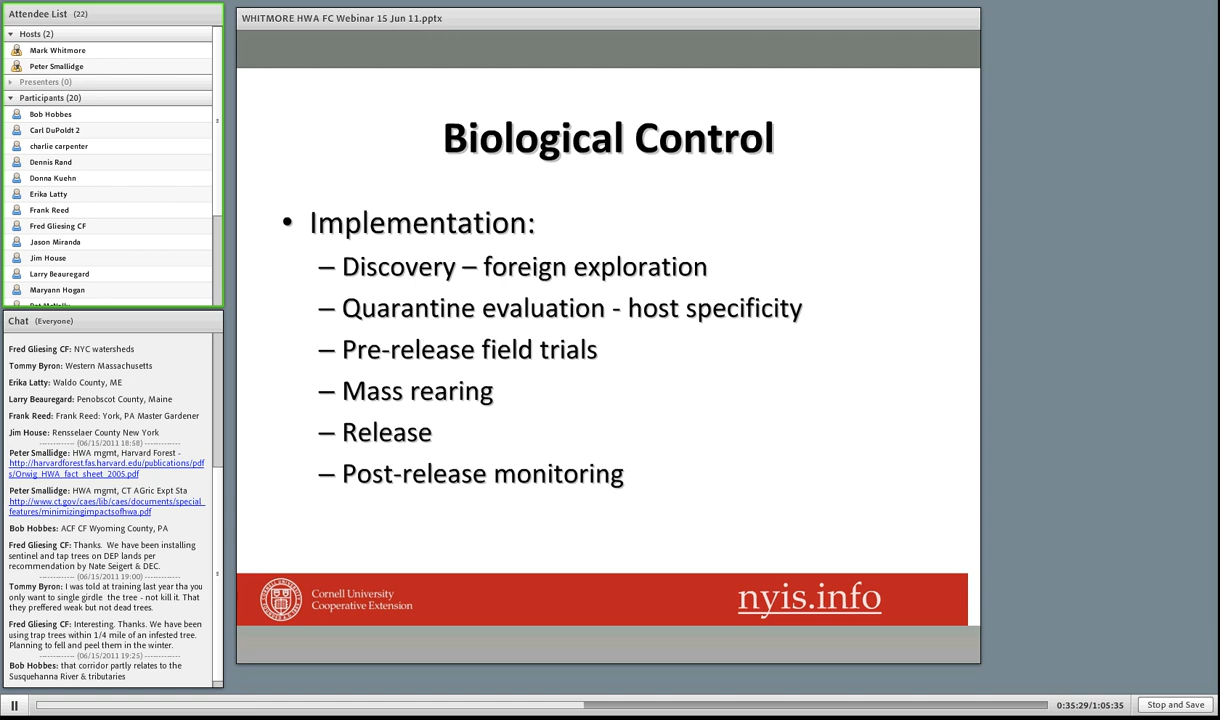 Attendee List (22)
Hosts (2)
Mark Whitmore
Peter Smallidge
Presenters (0)
Participants (20)
Bob Hobbes
Carl DuPoldt 2
charlie carpenter
Dennis Rand
Donna Kuehn
Erika Latty
Frank Reed
Fred Gliesing CF
Jason Miranda
Jim House
Larry Beauregard
Maryann Hogan
Chat (Everyone)
Fred Gliesing CF: NYC watersheds
Tommy Byron: Western Massachusetts
Erika Latty: Waldo County, ME
Larry Beauregard: Penobscot County, Maine
Frank Reed: Frank Reed: York, PA Master Gardener
Jim House: Rensselaer County New York
------------- (06/15/2011 18:58) -------------
Peter Smallidge: HWA mgmt, Harvard Forest -
http://harvardforest.fas.harvard.edu/publications/pdf
s/Orwig_HWA_fact_sheet_2005.pdf
Peter Smallidge: HWA mgmt, CT AGric Expt Sta
http://www.ct.gov/caes/lib/caes/documents/special_
features/minimizingimpactsofhwa.pdf
Bob Hobbes: ACF CF Wyoming County, PA
Fred Gliesing CF: Thanks. We have been installing
sentinel and tap trees on DEP lands per
recommendation by Nate Seigert & DEC.
------------- (06/15/2011 19:00) -------------
Tommy Byron: I was told at training last year tha you
only want to single girdle the tree - not kill it. That
they preffered weak but not dead trees.
Fred Gliesing CF: Interesting. Thanks. We have been
using trap trees within 1/4 mile of an infested tree.
Planning to fell and peel them in the winter.
------------- (06/15/2011 19:25) -------------
Bob Hobbes: that corridor partly relates to the
Susquehanna River & tributaries
WHITMORE HWA FC Webinar 15 Jun 11.pptx
Biological Control
• Implementation:
– Discovery – foreign exploration
– Quarantine evaluation - host specificity
– Pre-release field trials
– Mass rearing
– Release
– Post-release monitoring
Cornell University
Cooperative Extension
nyis.info
0:35:29/1:05:35
Stop and Save